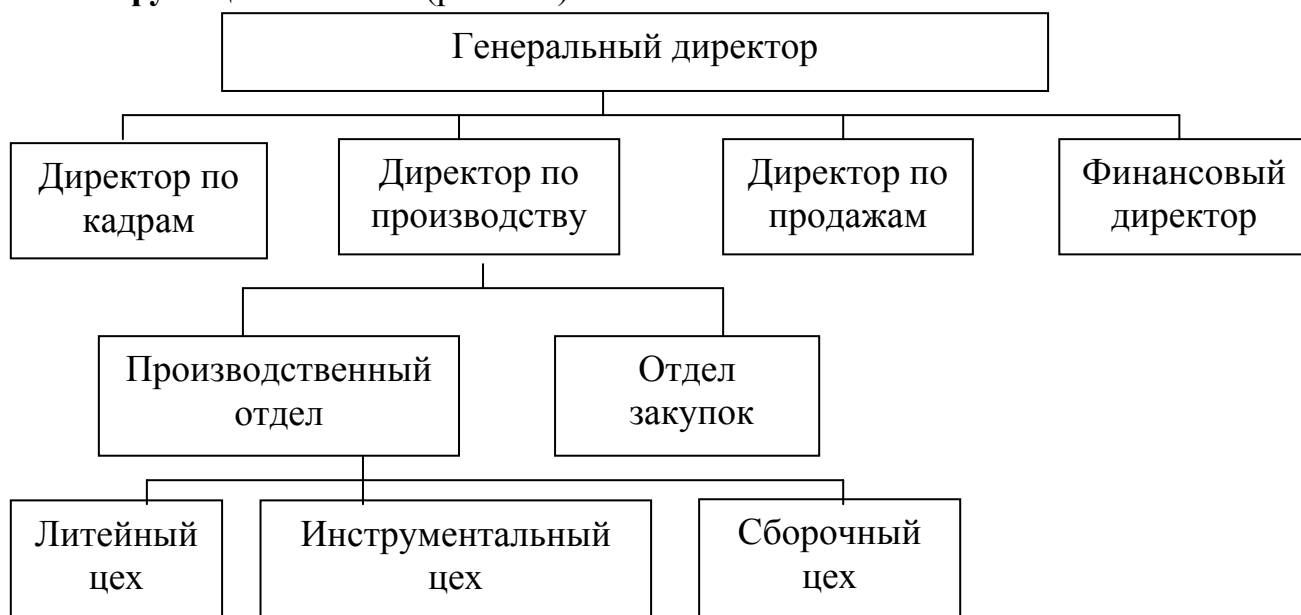 Генеральный директор
Директор по
кадрам
Директор по
производству
Директор по
продажам
Финансовый
директор
Производственный
отдел
Отдел
закупок
Литейный
цех
Инструментальный
цех
Сборочный
цех